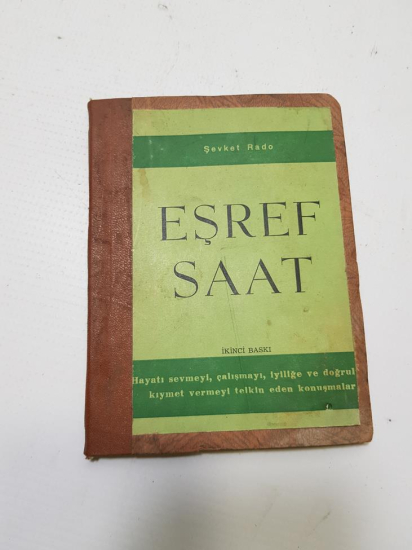 Şevket Rado
EŞREF
SAAT
İKİNCİ BASKI
Hayatı sevmeyi, çalışmayı, iyiliğe ve doğrul
kıymet vermeyi telkin eden konuşmalar